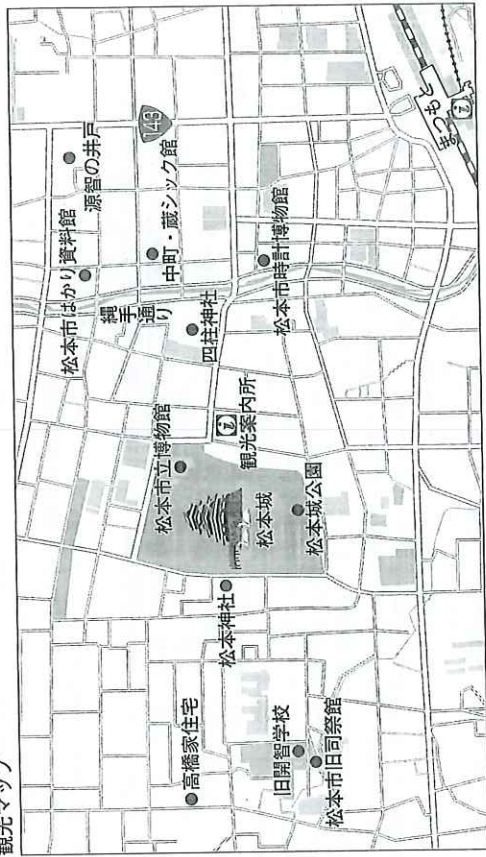 観光マップ
高橋家住宅
旧開智学校
松本市旧司祭館
松本神社
松本市立博物館
松本城
松本城公園
観光案内所
四柱神社
縄手通り
松本市はかり資料館
源智の井戸
143
中町・蔵シック館
松本市時計博物館
まつもと